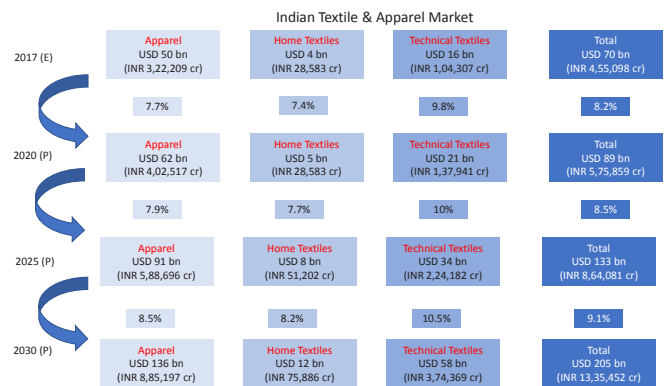 Indian Textile & Apparel Market
2017 (E)
Apparel
USD 50 bn
(INR 3,22,209 cr)
Home Textiles
USD 4 bn
(INR 28,583 cr)
Technical Textiles
USD 16 bn
(INR 1,04,307 cr)
Total
USD 70 bn
(INR 4,55,098 cr)
7.7%
7.4%
9.8%
8.2%
2020 (P)
Apparel
USD 62 bn
(INR 4,02,517 cr)
Home Textiles
USD 5 bn
(INR 28,583 cr)
Technical Textiles
USD 21 bn
(INR 1,37,941 cr)
Total
USD 89 bn
(INR 5,75,859 cr)
7.9%
7.7%
10%
8.5%
2025 (P)
Apparel
USD 91 bn
(INR 5,88,696 cr)
Home Textiles
USD 8 bn
(INR 51,202 cr)
Technical Textiles
USD 34 bn
(INR 2,24,182 cr)
Total
USD 133 bn
(INR 8,64,081 cr)
8.5%
8.2%
10.5%
9.1%
2030 (P)
Apparel
USD 136 bn
(INR 8,85,197 cr)
Home Textiles
USD 12 bn
(INR 75,886 cr)
Technical Textiles
USD 58 bn
(INR 3,74,369 cr)
Total
USD 205 bn
(INR 13,35,452 cr)